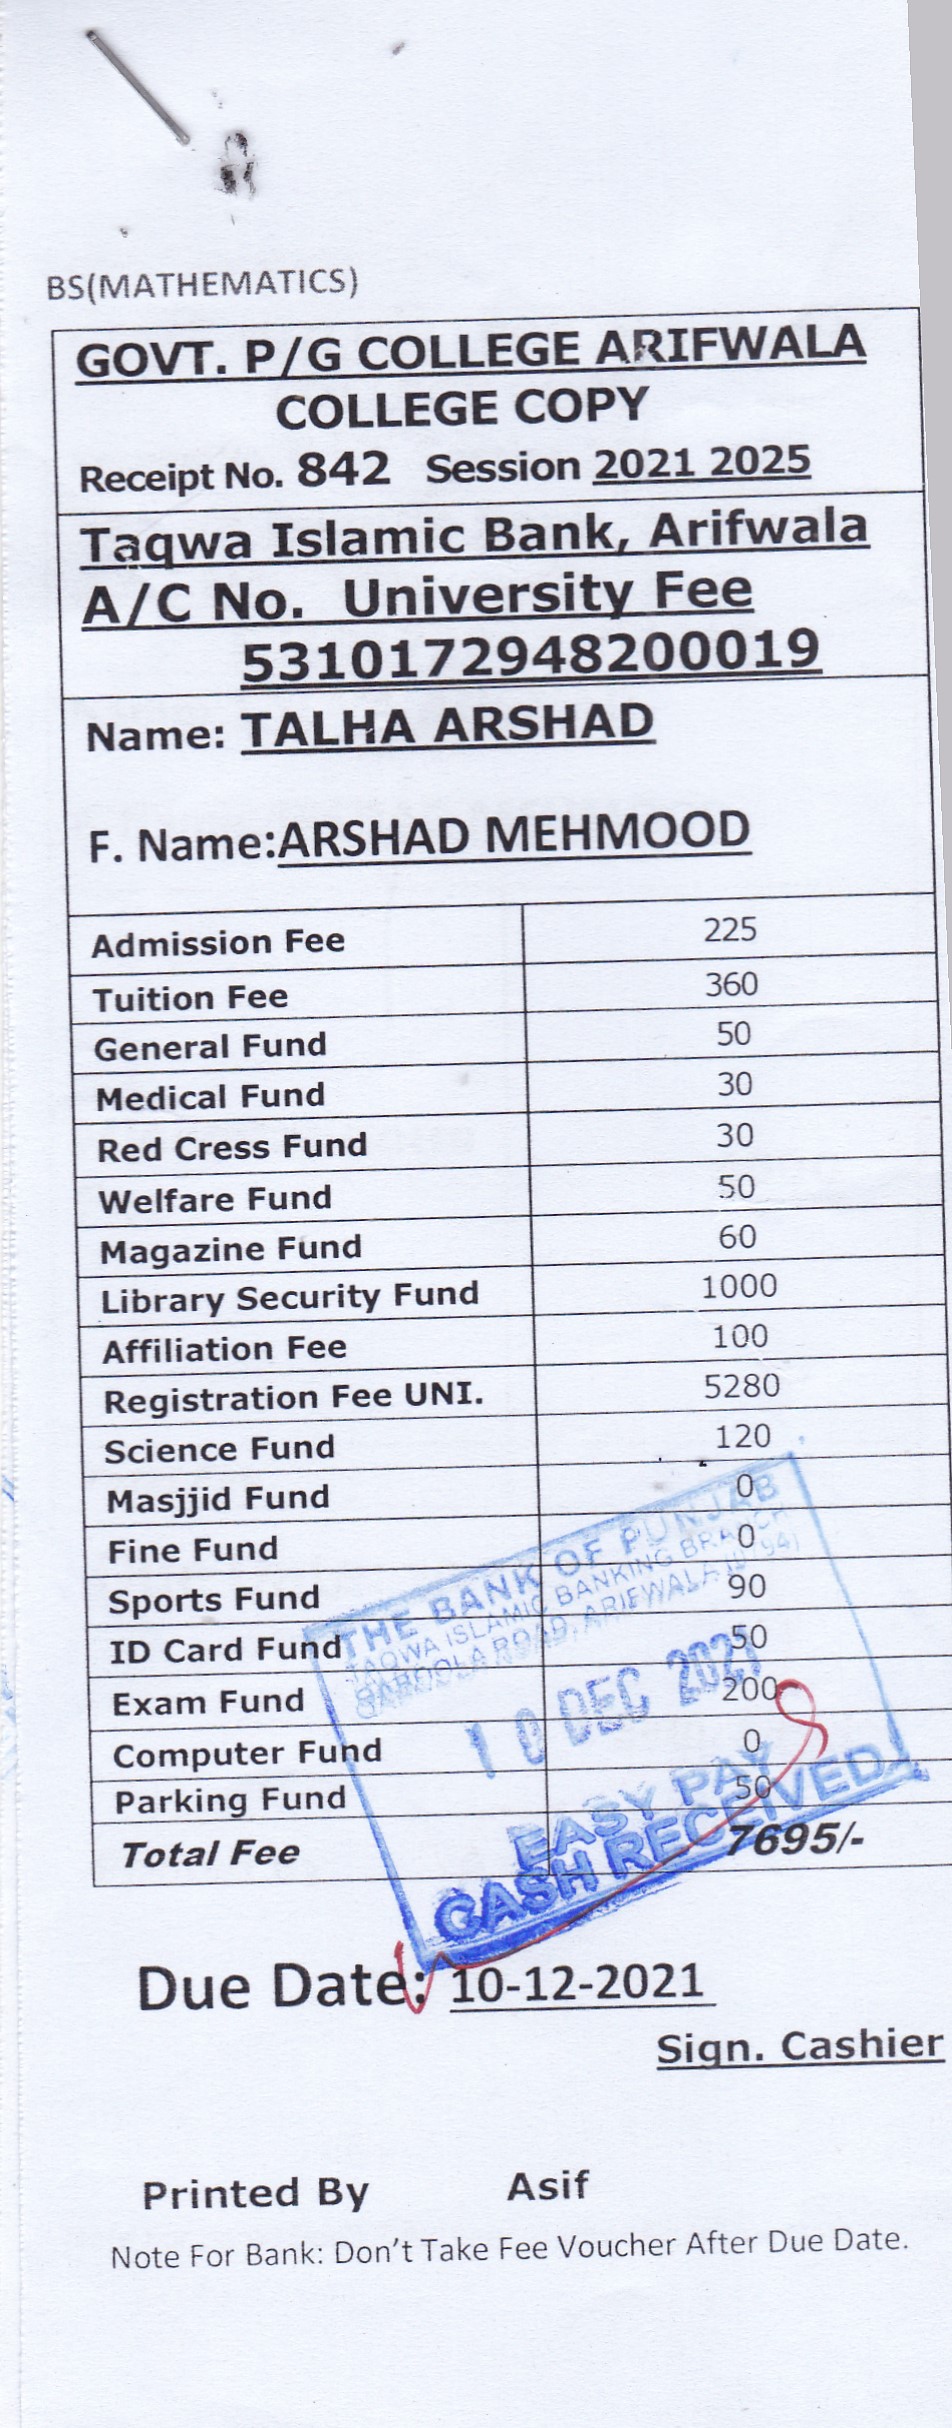 BS(MATHEMATICS)
GOVT. P/G COLLEGE ARIFWALA
COLLEGE COPY
Receipt No. 842 Session 2021 2025
Taqwa Islamic Bank, Arifwala
A/C No. University Fee
5310172948200019
Name: TALHA ARSHAD
F. Name:ARSHAD MEHMOOD
Admission Fee 225
Tuition Fee 360
General Fund 50
Medical Fund 30
Red Cress Fund 30
Welfare Fund 50
Magazine Fund 60
Library Security Fund 1000
Affiliation Fee 100
Registration Fee UNI. 5280
Science Fund 120
Masjjid Fund 0
Fine Fund 0
Sports Fund 90
ID Card Fund 50
Exam Fund 200
Computer Fund 0
Parking Fund 50
Total Fee 7695/-
THE BANK OF PUNJAB
TAQWA ISLAMIC BANKING BRANCH
ROAD, ARIFWALA
10 DEC 2021
EASY PAY
CASH RECEIVED
Due Date: 10-12-2021
Sign. Cashier
Printed By Asif
Note For Bank: Don't Take Fee Voucher After Due Date.